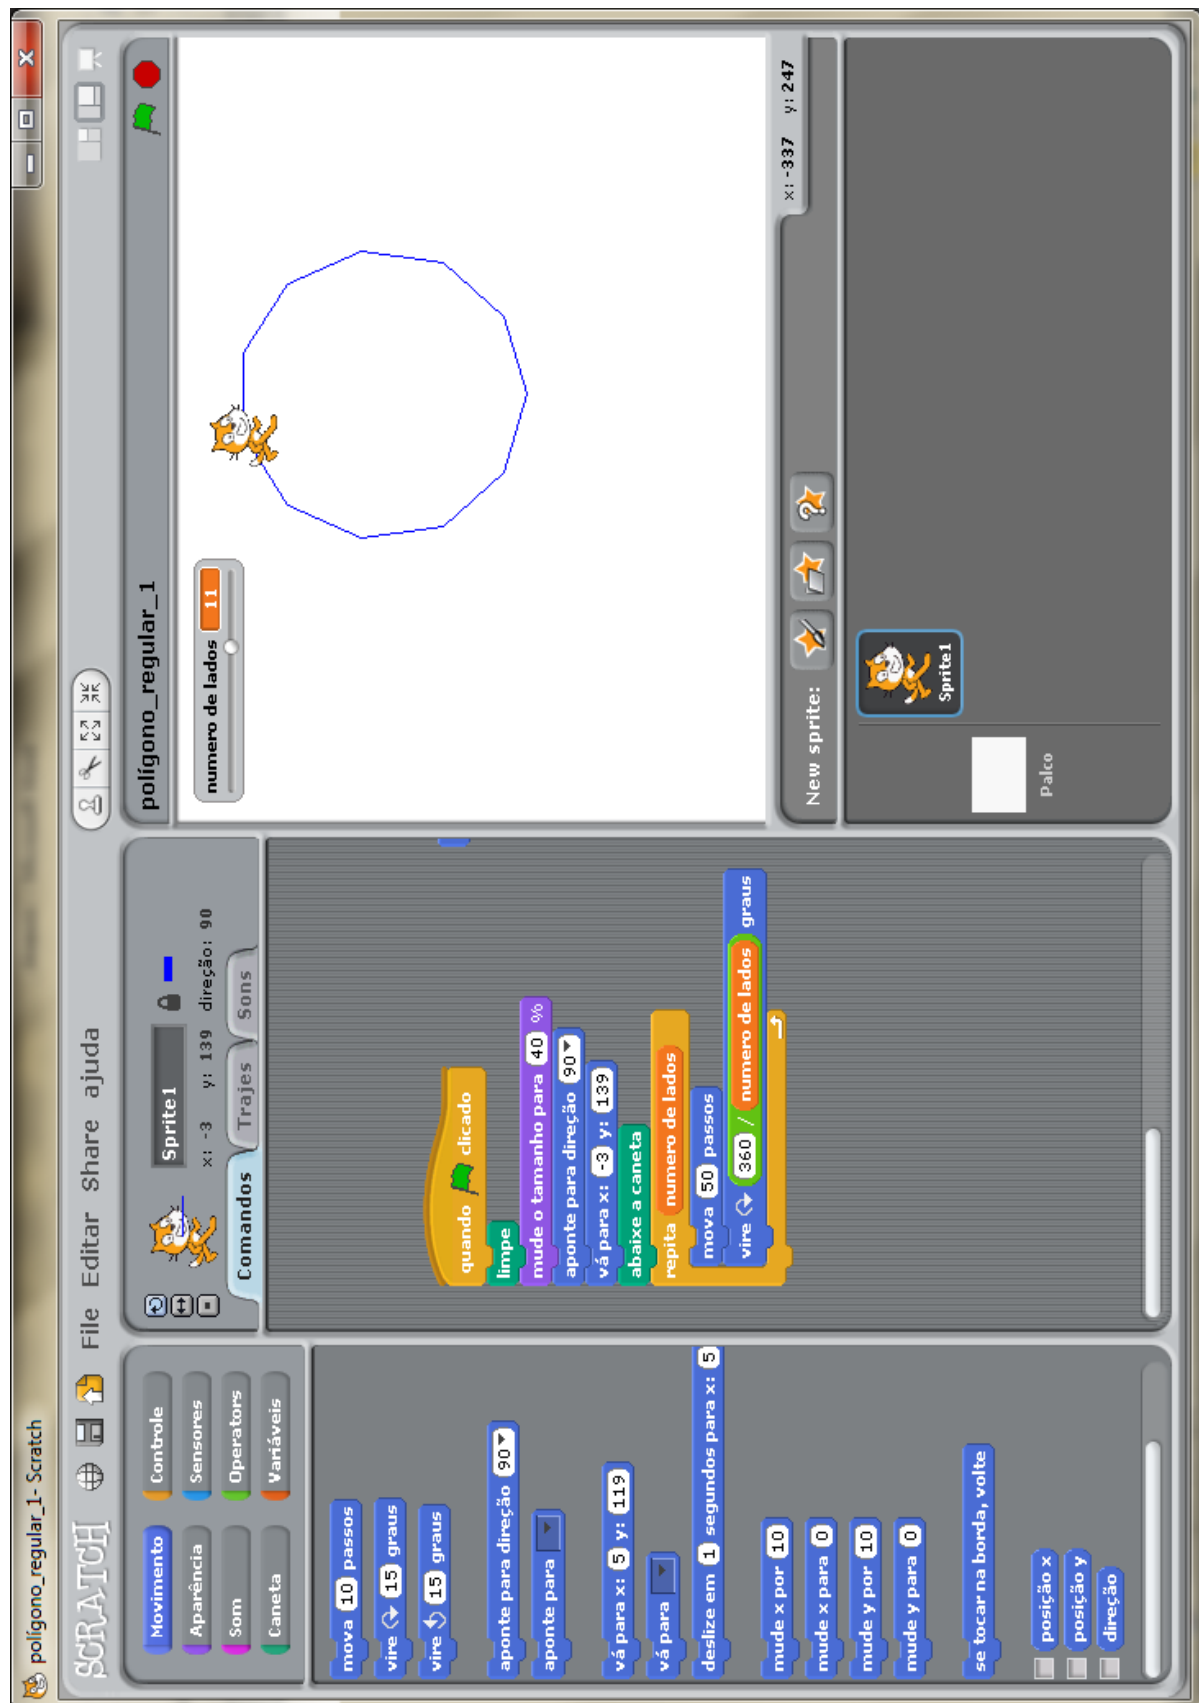 polígono_regular_1- Scratch
SCRATCH
File Editar Share ajuda
Movimento
Controle
Aparência
Sensores
Som
Operators
Caneta
Variáveis
mova 10 passos
vire 15 graus
vire 15 graus
aponte para direção 90
aponte para
vá para x: 5 y: 119
vá para
deslize em 1 segundos para x: 5
mude x por 10
mude x para 0
mude y por 10
mude y para 0
se tocar na borda, volte
posição x
posição y
direção
Sprite1
x: -3 y: 139 direção: 90
Comandos
Trajes
Sons
quando clicado
limpe
mude o tamanho para 40 %
aponte para direção 90
vá para x: -3 y: 139
abaixe a caneta
repita numero de lados
mova 50 passos
vire 360 / numero de lados graus
polígono_regular_1
numero de lados 11
x: -337 y: 247
New sprite:
Sprite1
Palco